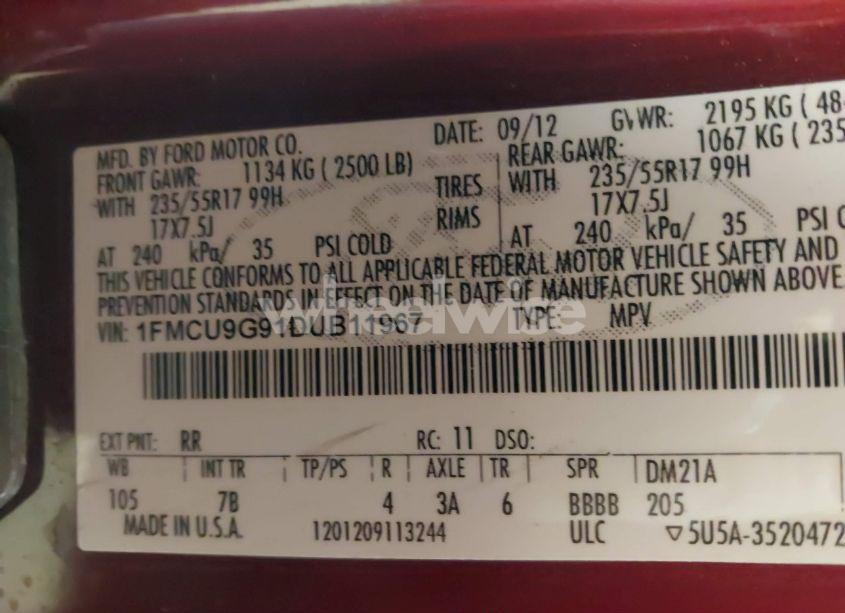 MFD. BY FORD MOTOR CO. DATE: 09/12 GVWR: 2195 KG ( 48
FRONT GAWR: 1134 KG ( 2500 LB) REAR GAWR: 1067 KG ( 235
WITH 235/55R17 99H TIRES WITH 235/55R17 99H
17X7.5J RIMS 17X7.5J
AT 240 kPa/ 35 PSI COLD AT 240 kPa/ 35 PSI C
THIS VEHICLE CONFORMS TO ALL APPLICABLE FEDERAL MOTOR VEHICLE SAFETY AND
PREVENTION STANDARDS IN EFFECT ON THE DATE OF MANUFACTURE SHOWN ABOVE.
wheelwise
VIN: 1FMCU9G91DUB11967 TYPE: MPV
EXT PNT: RR RC: 11 DSO:
WB INT TR TP/PS R AXLE TR SPR DM21A
105 7B 4 3A 6 BBBB 205
MADE IN U.S.A. 1201209113244 ULC ▽5U5A-3520472